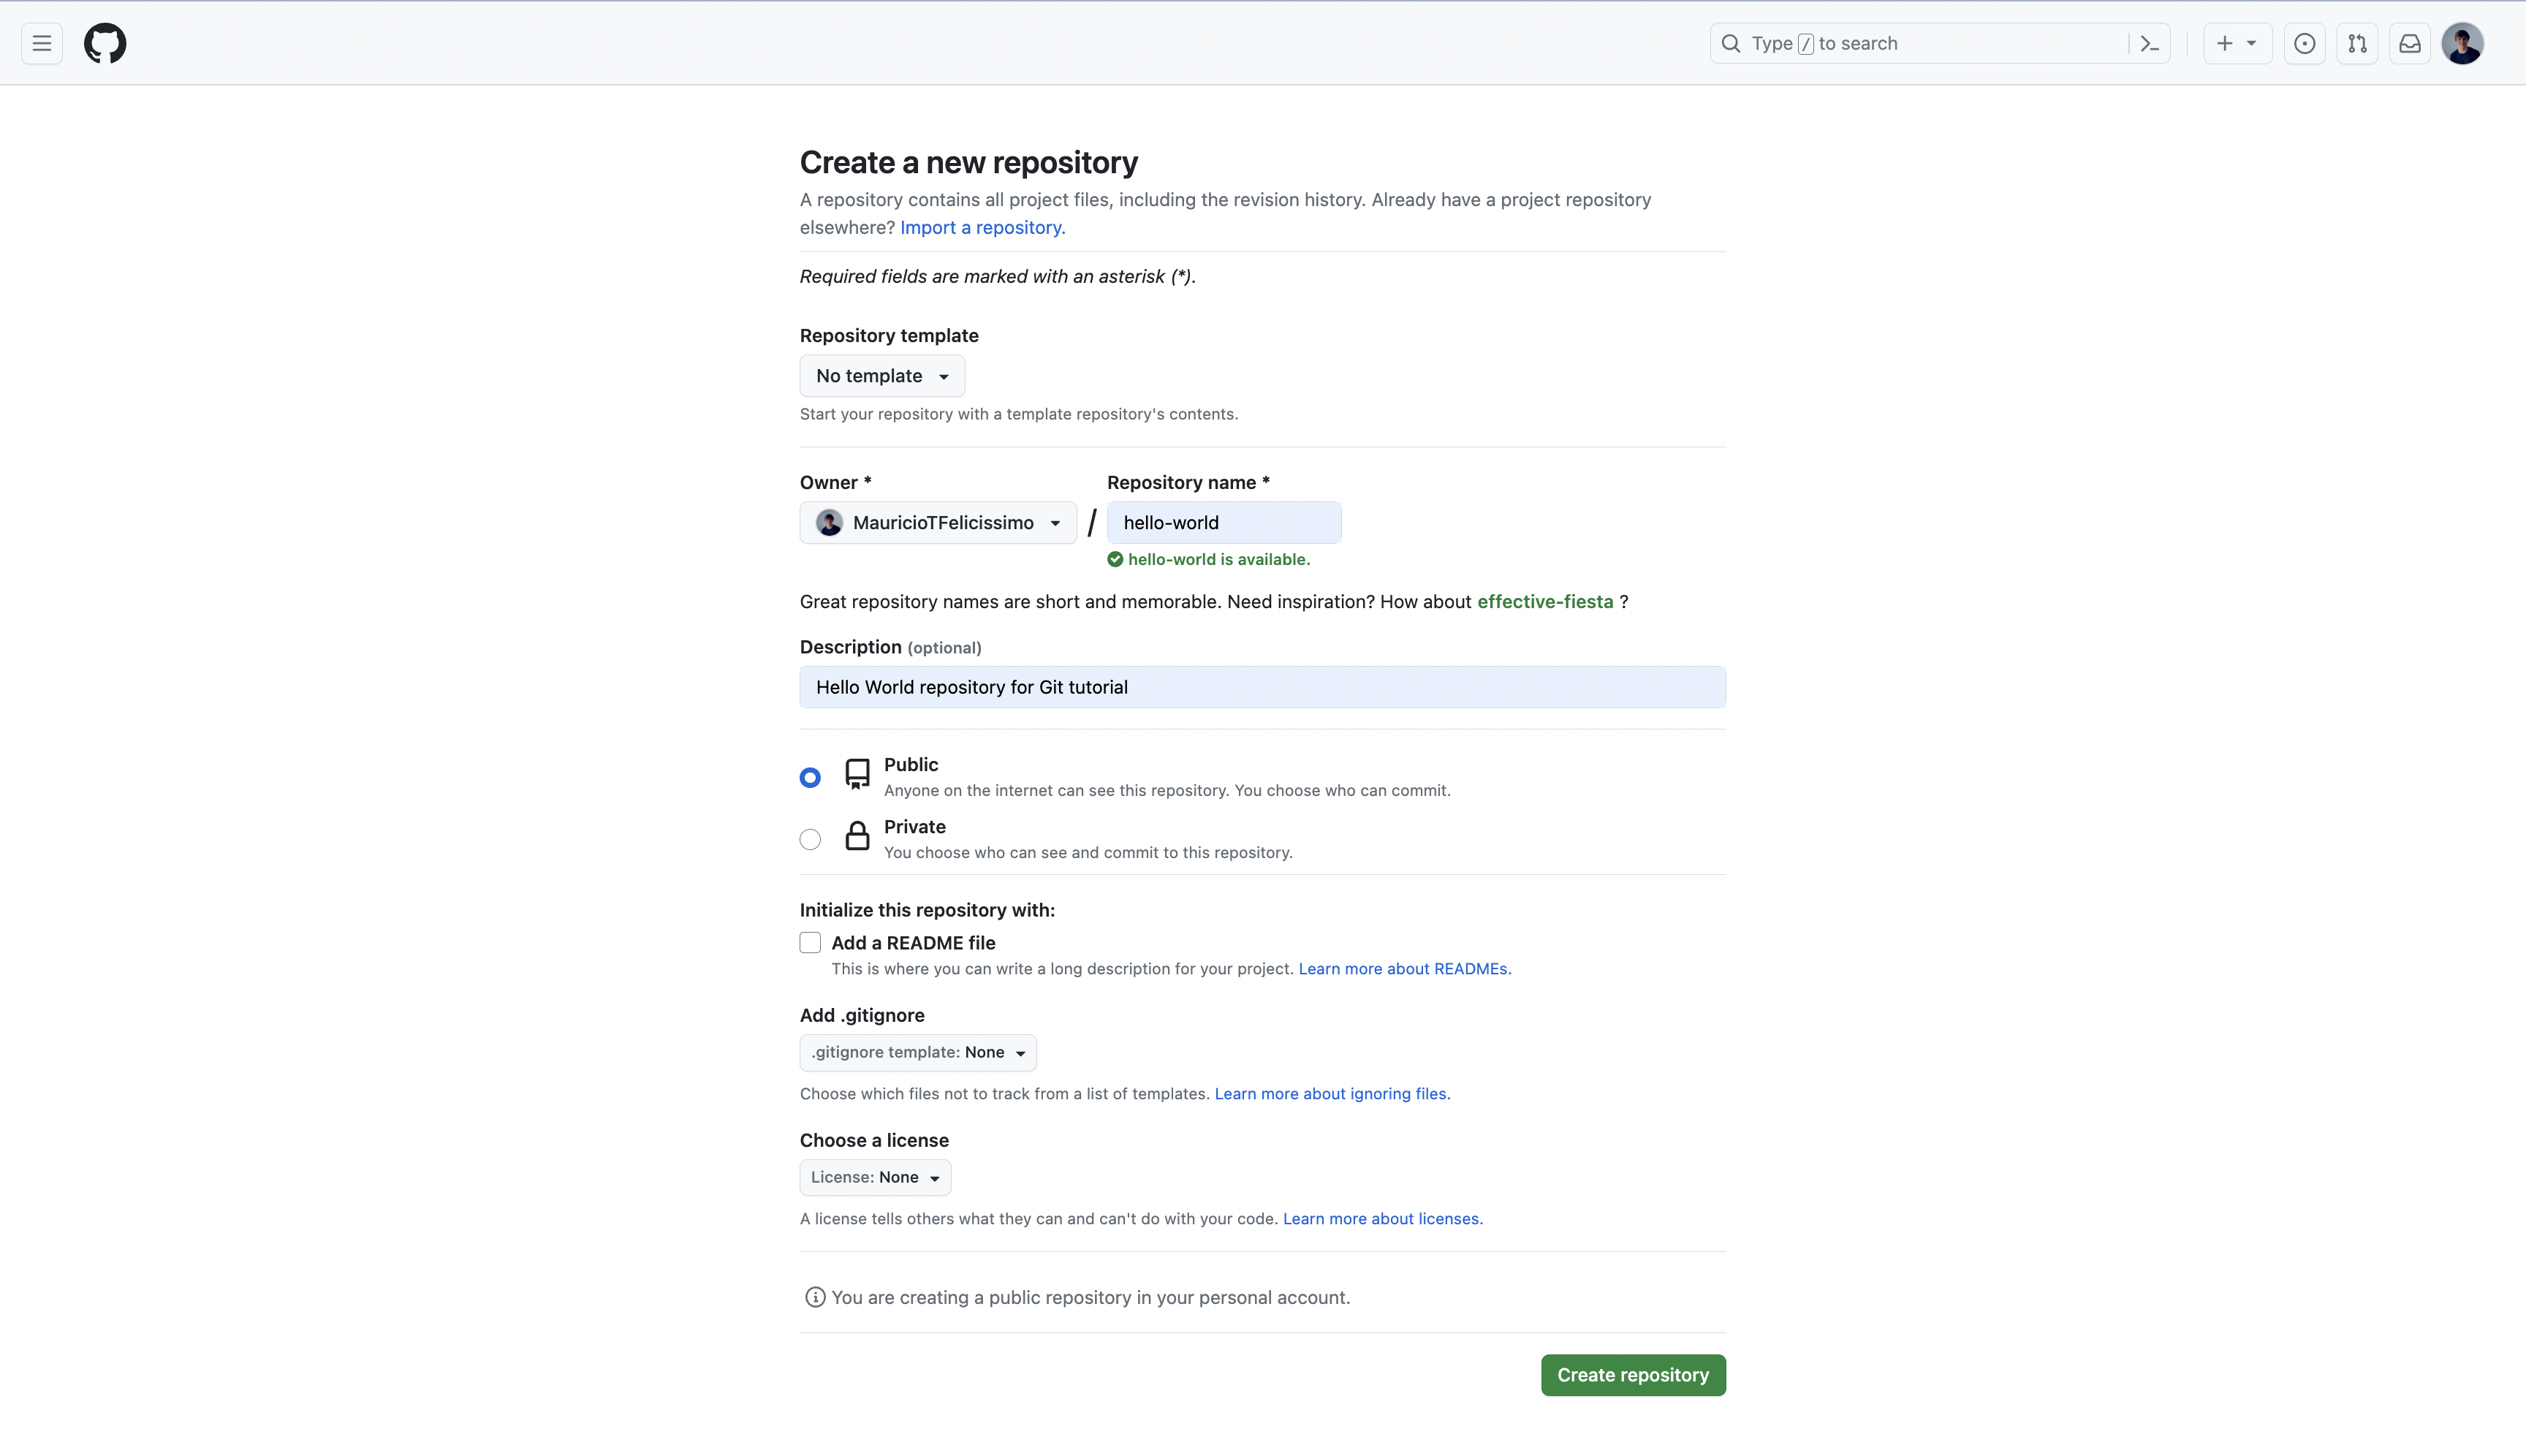 Type / to search
Create a new repository
A repository contains all project files, including the revision history. Already have a project repository
elsewhere? Import a repository.
Required fields are marked with an asterisk (*).
Repository template
No template
Start your repository with a template repository's contents.
Owner *
Repository name *
MauricioTFelicissimo / hello-world
hello-world is available.
Great repository names are short and memorable. Need inspiration? How about effective-fiesta ?
Description (optional)
Hello World repository for Git tutorial
Public
Anyone on the internet can see this repository. You choose who can commit.
Private
You choose who can see and commit to this repository.
Initialize this repository with:
Add a README file
This is where you can write a long description for your project. Learn more about READMEs.
Add .gitignore
.gitignore template: None
Choose which files not to track from a list of templates. Learn more about ignoring files.
Choose a license
License: None
A license tells others what they can and can't do with your code. Learn more about licenses.
You are creating a public repository in your personal account.
Create repository